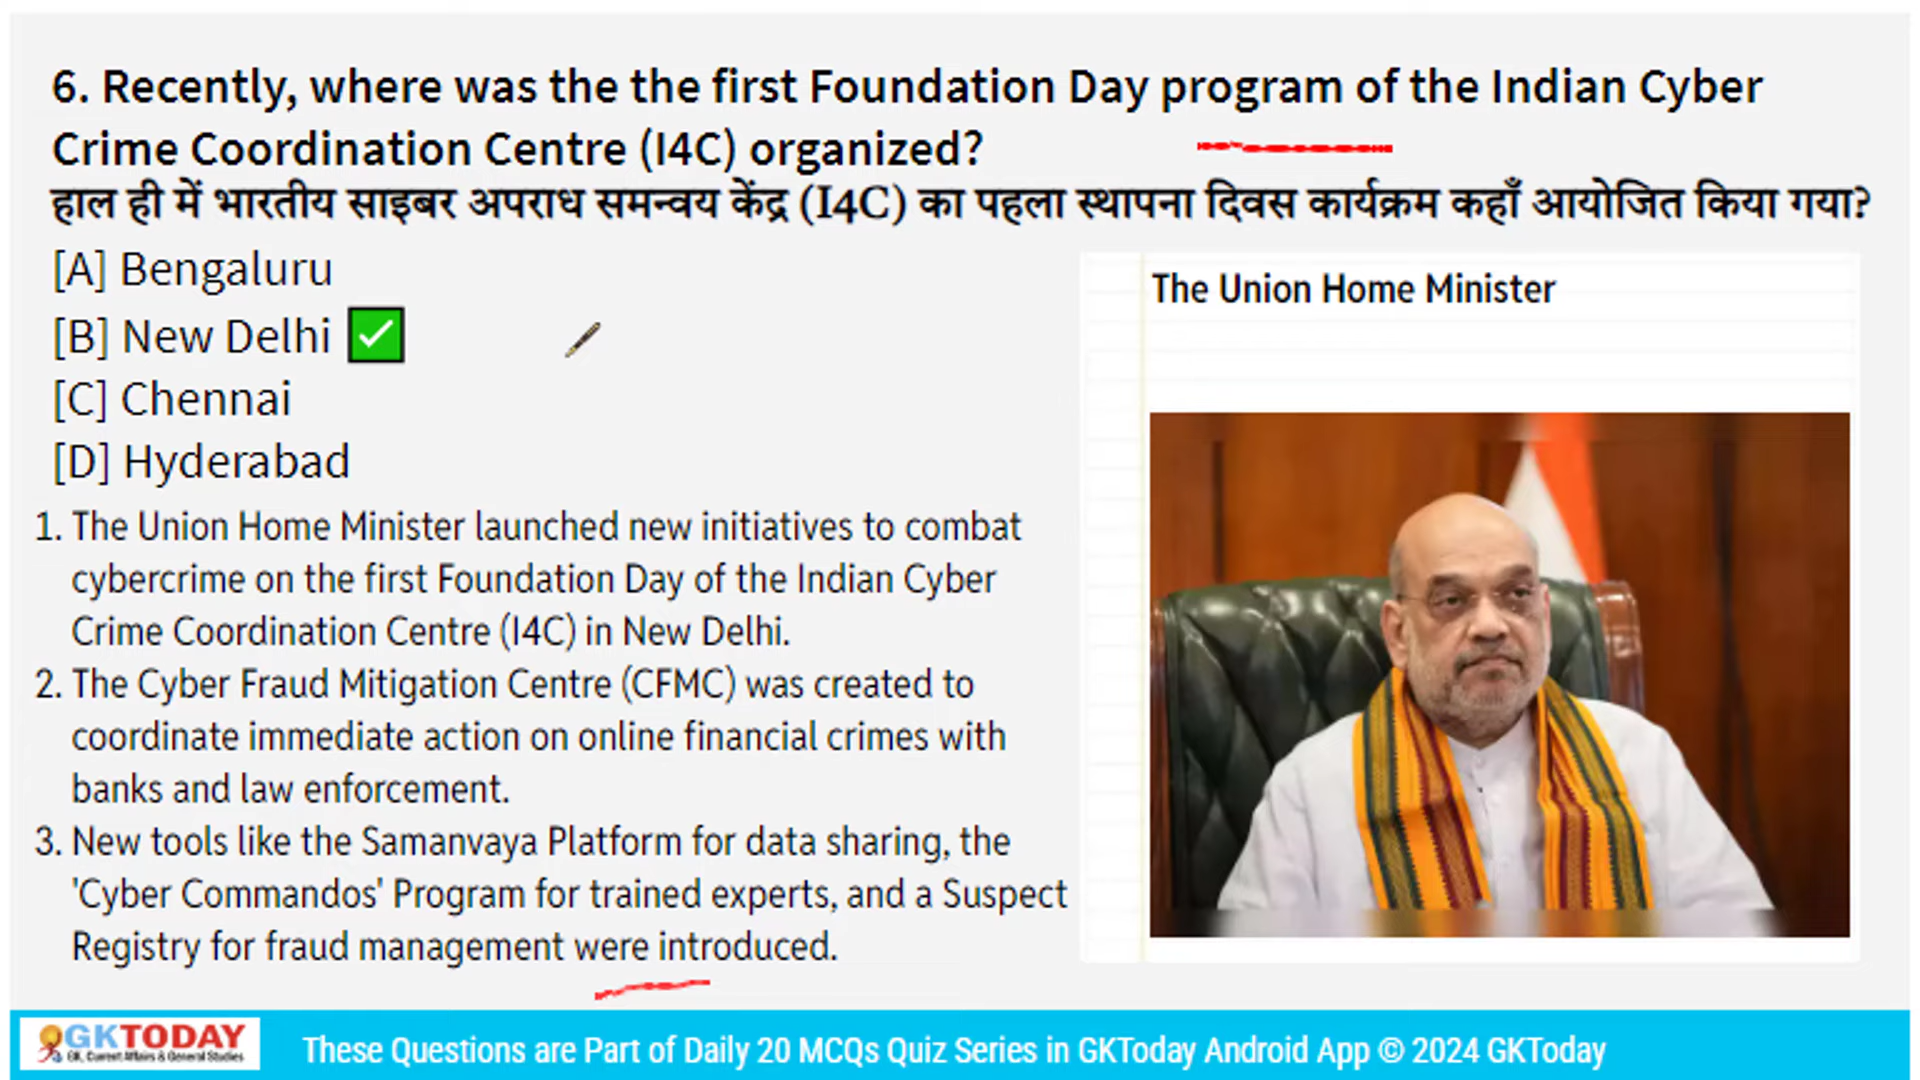 6. Recently, where was the the first Foundation Day program of the Indian Cyber
Crime Coordination Centre (I4C) organized?
हाल ही में भारतीय साइबर अपराध समन्वय केंद्र (I4C) का पहला स्थापना दिवस कार्यक्रम कहाँ आयोजित किया गया?
[A] Bengaluru
[B] New Delhi
[C] Chennai
[D] Hyderabad
The Union Home Minister
1. The Union Home Minister launched new initiatives to combat
cybercrime on the first Foundation Day of the Indian Cyber
Crime Coordination Centre (I4C) in New Delhi.
2. The Cyber Fraud Mitigation Centre (CFMC) was created to
coordinate immediate action on online financial crimes with
banks and law enforcement.
3. New tools like the Samanvaya Platform for data sharing, the
'Cyber Commandos' Program for trained experts, and a Suspect
Registry for fraud management were introduced.
GKTODAY
GK, Current Affairs & General Studies
These Questions are Part of Daily 20 MCQs Quiz Series in GKToday Android App © 2024 GKToday